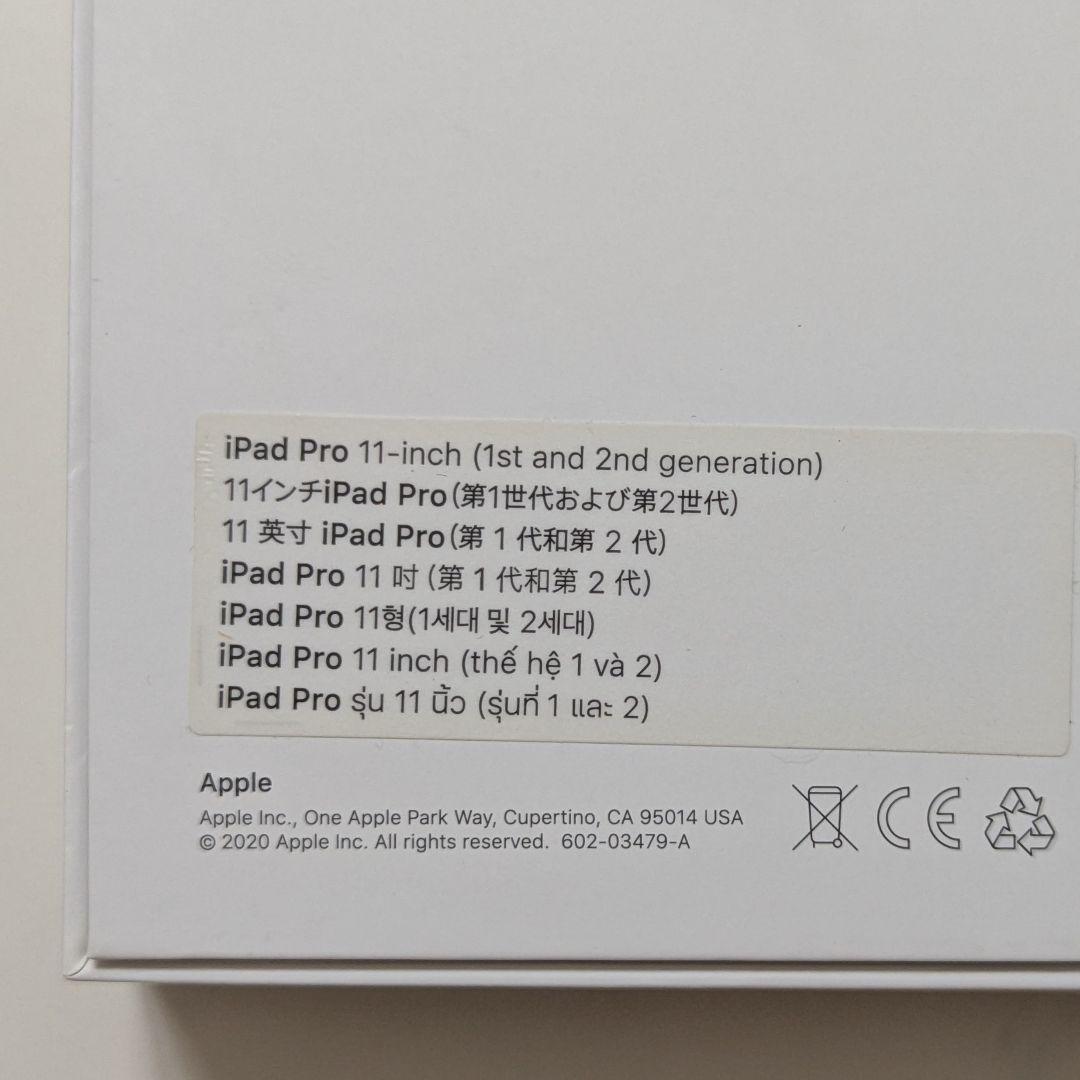 iPad Pro 11-inch (1st and 2nd generation)
11インチiPad Pro(第1世代および第2世代)
11 英寸 iPad Pro(第 1 代和第 2 代)
iPad Pro 11 吋 (第 1 代和第 2 代)
iPad Pro 11형(1세대 및 2세대)
iPad Pro 11 inch (thế hệ 1 và 2)
iPad Pro รุ่น 11 นิ้ว (รุ่นที่ 1 และ 2)
Apple
Apple Inc., One Apple Park Way, Cupertino, CA 95014 USA
© 2020 Apple Inc. All rights reserved. 602-03479-A
CE